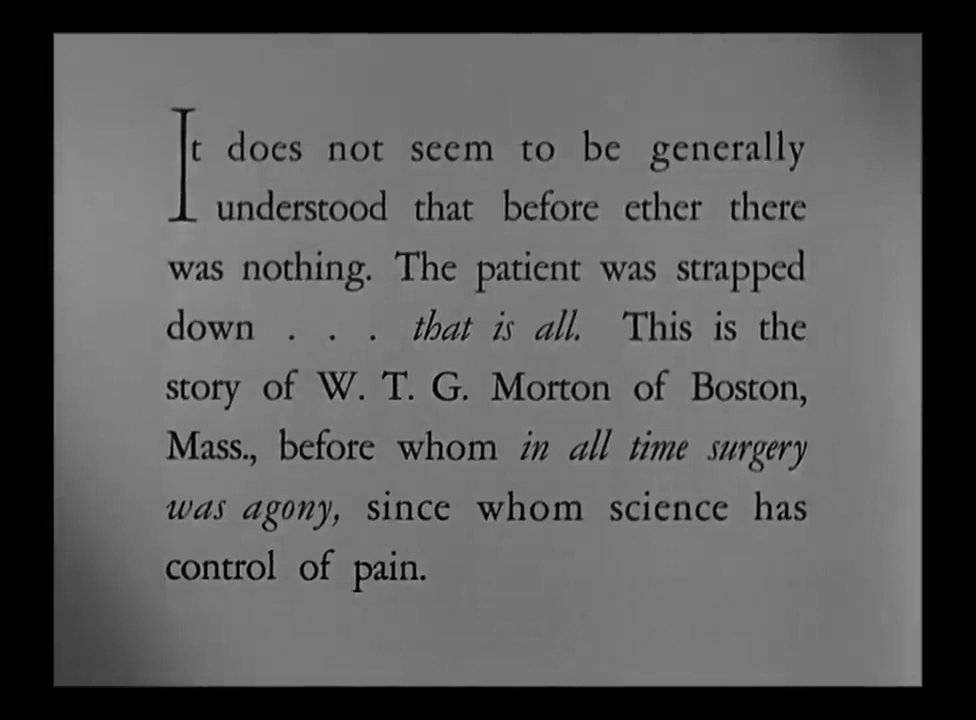 It does not seem to be generally
understood that before ether there
was nothing. The patient was strapped
down . . . that is all. This is the
story of W. T. G. Morton of Boston,
Mass., before whom in all time surgery
was agony, since whom science has
control of pain.